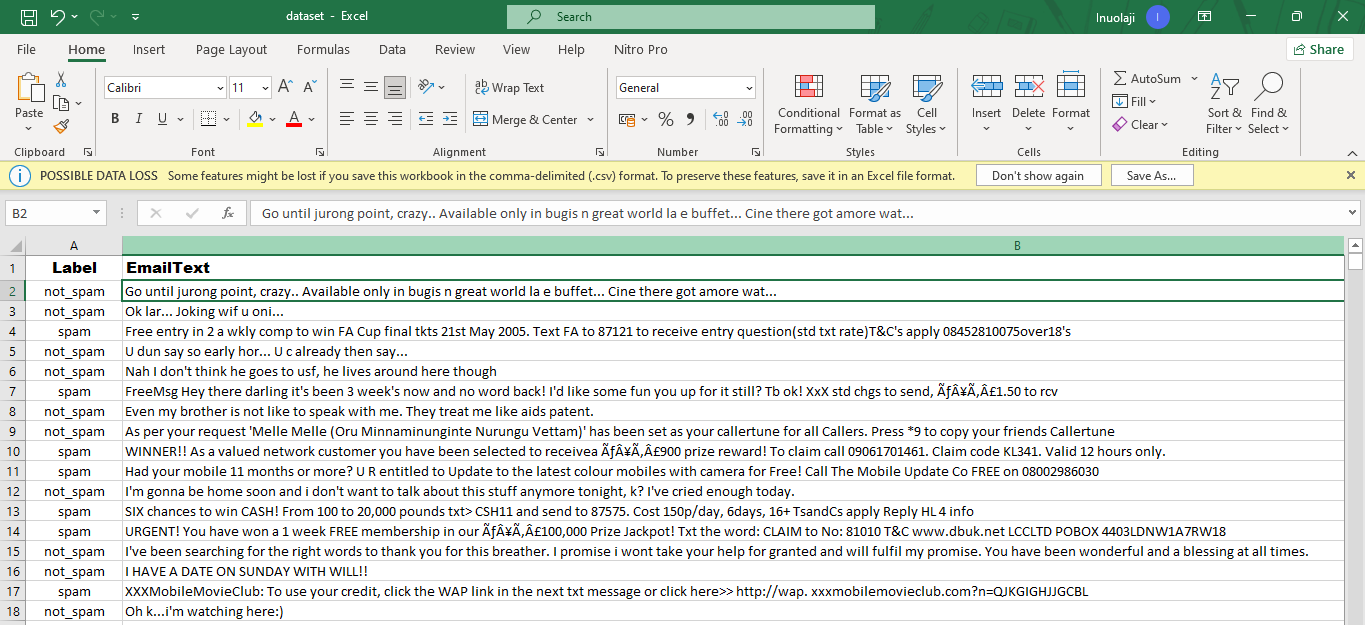 dataset - Excel
Search
Inuolaji
I
File Home Insert Page Layout Formulas Data Review View Help Nitro Pro
Share
Paste
Calibri 11 A^ A˅
B I U A
Wrap Text
Merge & Center
General
% 9 .00 .00
Conditional Formatting
Format as Table
Cell Styles
Insert
Delete
Format
AutoSum
Fill
Clear
Sort & Filter
Find & Select
Clipboard Font Alignment Number Styles Cells Editing
POSSIBLE DATA LOSS Some features might be lost if you save this workbook in the comma-delimited (.csv) format. To preserve these features, save it in an Excel file format. Don't show again Save As...
B2 fx Go until jurong point, crazy.. Available only in bugis n great world la e buffet... Cine there got amore wat...
A B
1 Label EmailText
2 not_spam Go until jurong point, crazy.. Available only in bugis n great world la e buffet... Cine there got amore wat...
3 not_spam Ok lar... Joking wif u oni...
4 spam Free entry in 2 a wkly comp to win FA Cup final tkts 21st May 2005. Text FA to 87121 to receive entry question(std txt rate)T&C's apply 08452810075over18's
5 not_spam U dun say so early hor... U c already then say...
6 not_spam Nah I don't think he goes to usf, he lives around here though
7 spam FreeMsg Hey there darling it's been 3 week's now and no word back! I'd like some fun you up for it still? Tb ok! XxX std chgs to send, ÃƒÂ¥Ã‚Â£1.50 to rcv
8 not_spam Even my brother is not like to speak with me. They treat me like aids patent.
9 not_spam As per your request 'Melle Melle (Oru Minnaminunginte Nurungu Vettam)' has been set as your callertune for all Callers. Press *9 to copy your friends Callertune
10 spam WINNER!! As a valued network customer you have been selected to receivea ÃƒÂ¥Ã‚Â£900 prize reward! To claim call 09061701461. Claim code KL341. Valid 12 hours only.
11 spam Had your mobile 11 months or more? U R entitled to Update to the latest colour mobiles with camera for Free! Call The Mobile Update Co FREE on 08002986030
12 not_spam I'm gonna be home soon and i don't want to talk about this stuff anymore tonight, k? I've cried enough today.
13 spam SIX chances to win CASH! From 100 to 20,000 pounds txt> CSH11 and send to 87575. Cost 150p/day, 6days, 16+ TsandCs apply Reply HL 4 info
14 spam URGENT! You have won a 1 week FREE membership in our ÃƒÂ¥Ã‚Â£100,000 Prize Jackpot! Txt the word: CLAIM to No: 81010 T&C www.dbuk.net LCCLTD POBOX 4403LDNW1A7RW18
15 not_spam I've been searching for the right words to thank you for this breather. I promise i wont take your help for granted and will fulfil my promise. You have been wonderful and a blessing at all times.
16 not_spam I HAVE A DATE ON SUNDAY WITH WILL!!
17 spam XXXMobileMovieClub: To use your credit, click the WAP link in the next txt message or click here>> http://wap. xxxmobilemovieclub.com?n=QJKGIGHJJGCBL
18 not_spam Oh k...i'm watching here:)